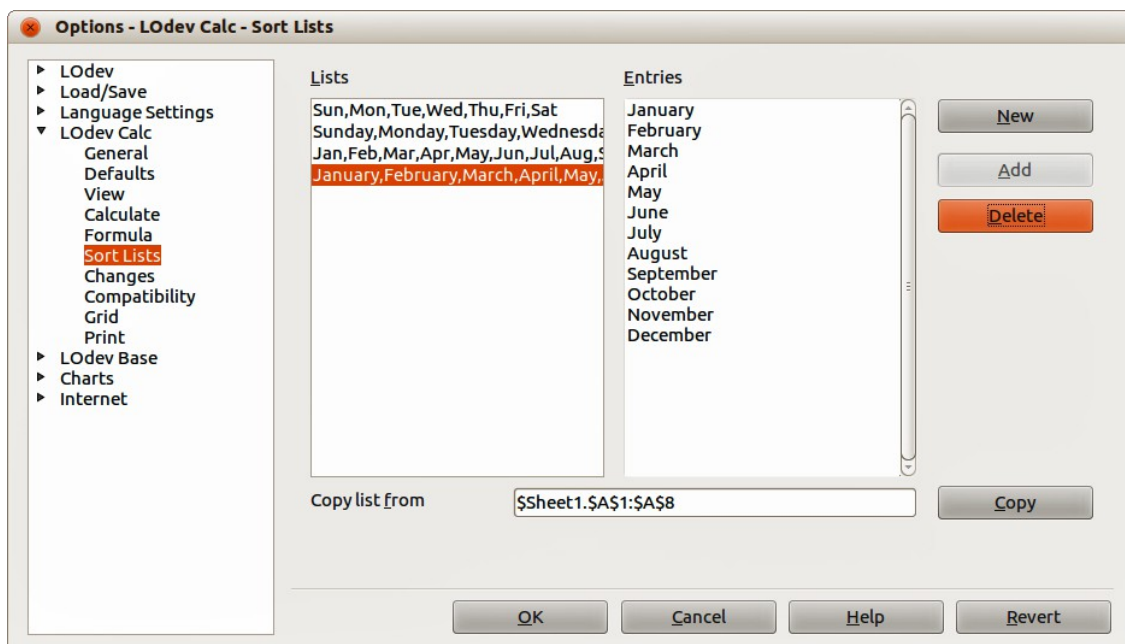 Options - LOdev Calc - Sort Lists
LOdev
Load/Save
Language Settings
LOdev Calc
General
Defaults
View
Calculate
Formula
Sort Lists
Changes
Compatibility
Grid
Print
LOdev Base
Charts
Internet
Lists
Sun,Mon,Tue,Wed,Thu,Fri,Sat
Sunday,Monday,Tuesday,Wednesda
Jan,Feb,Mar,Apr,May,Jun,Jul,Aug,S
January,February,March,April,May,
Entries
January
February
March
April
May
June
July
August
September
October
November
December
New
Add
Delete
Copy list from
$Sheet1.$A$1:$A$8
Copy
OK
Cancel
Help
Revert